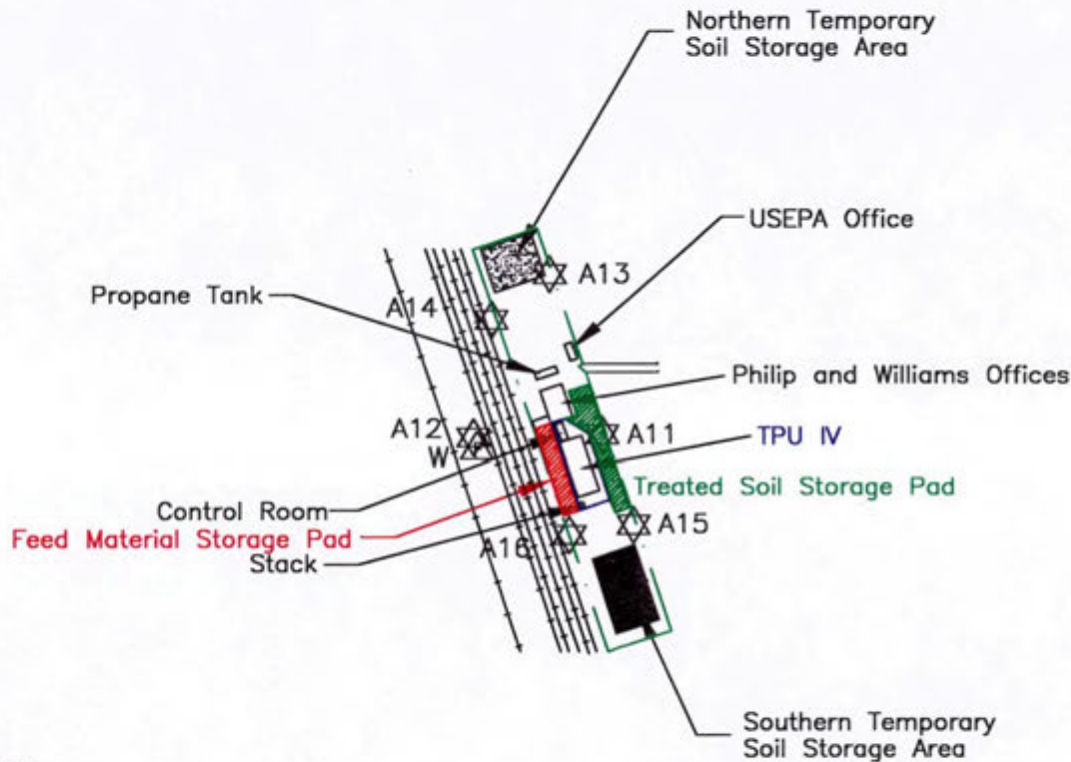 Northern Temporary
Soil Storage Area
USEPA Office
A13
Propane Tank
A14
Philip and Williams Offices
A12
W
A11
TPU IV
Treated Soil Storage Pad
Control Room
Feed Material Storage Pad
A15
A16
Stack
Southern Temporary
Soil Storage Area